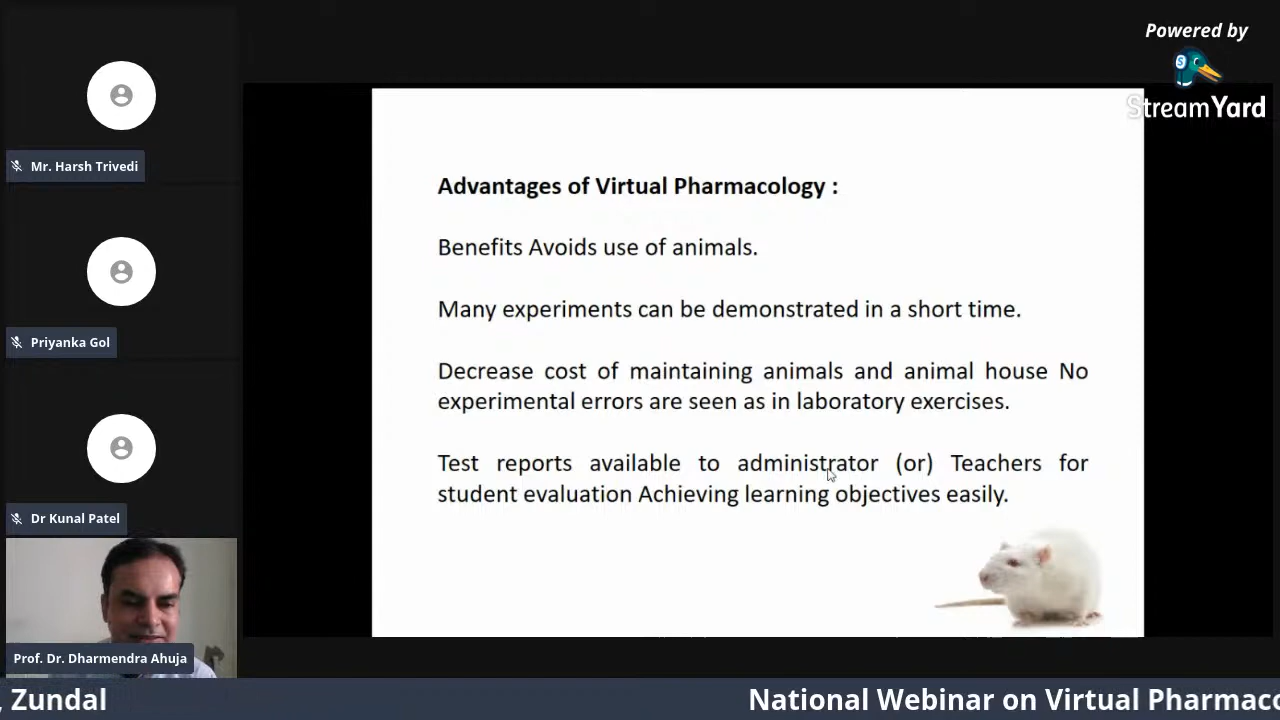 Powered by
StreamYard
Mr. Harsh Trivedi
Priyanka Gol
Dr Kunal Patel
Prof. Dr. Dharmendra Ahuja
Advantages of Virtual Pharmacology :
Benefits Avoids use of animals.
Many experiments can be demonstrated in a short time.
Decrease cost of maintaining animals and animal house No
experimental errors are seen as in laboratory exercises.
Test reports available to administrator (or) Teachers for
student evaluation Achieving learning objectives easily.
, Zundal
National Webinar on Virtual Pharmaco